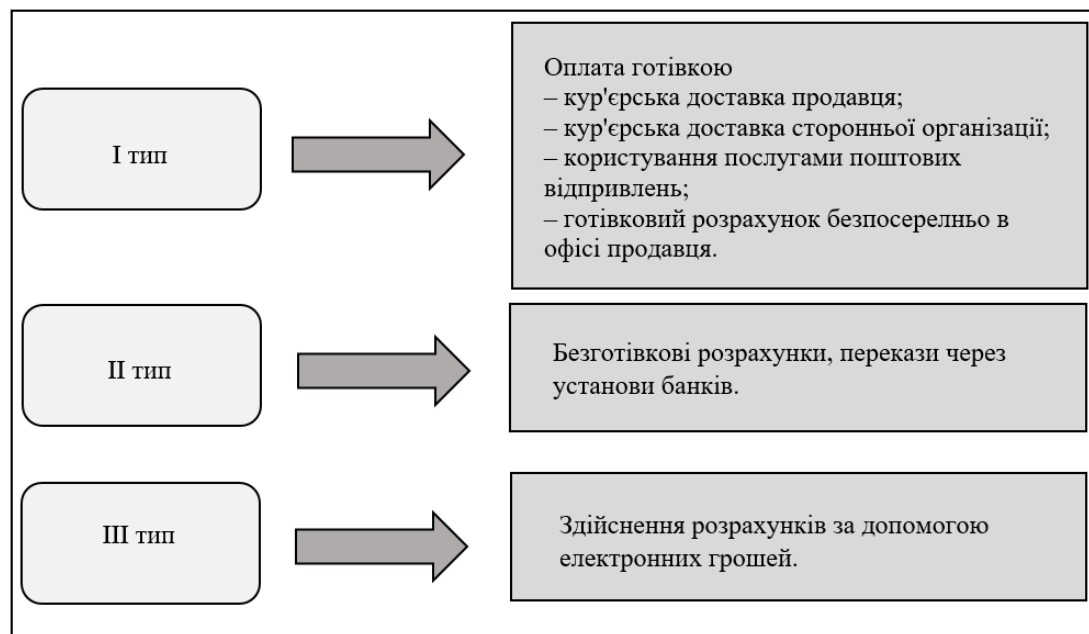 І тип
Оплата готівкою
– кур'єрська доставка продавця;
– кур'єрська доставка сторонньої організації;
– користування послугами поштових
відпривлень;
– готівковий розрахунок безпосерелньо в
офісі продавця.
ІІ тип
Безготівкові розрахунки, перекази через
установи банків.
ІІІ тип
Здійснення розрахунків за допомогою
електронних грошей.